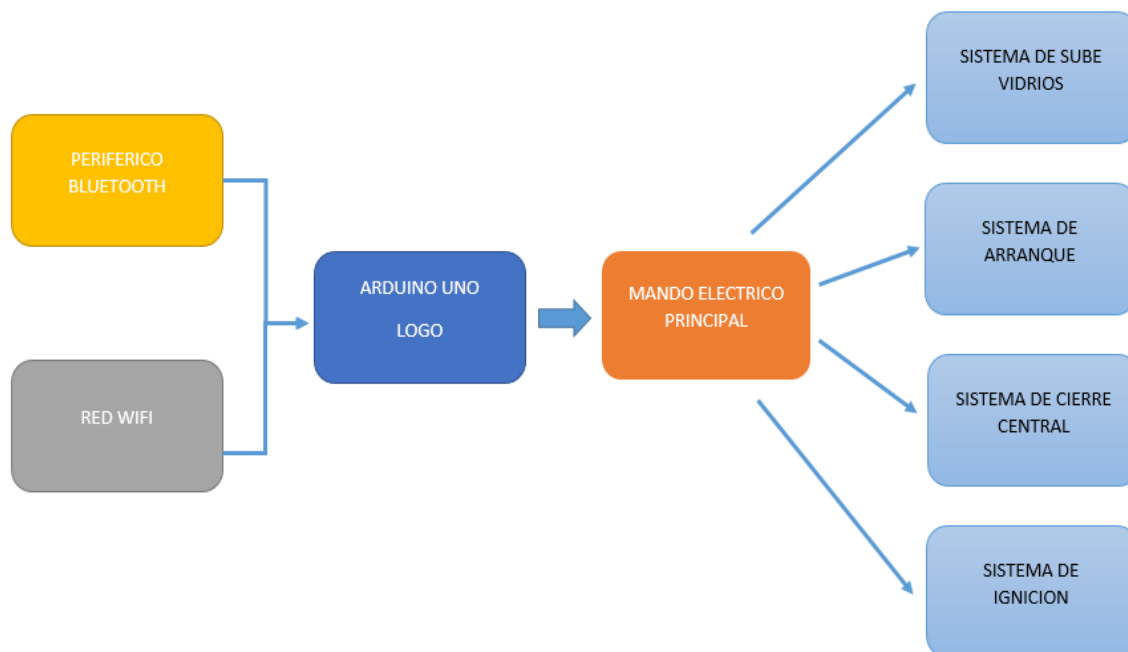 PERIFERICO
BLUETOOTH
RED WIFI
ARDUINO UNO
LOGO
MANDO ELECTRICO
PRINCIPAL
SISTEMA DE SUBE
VIDRIOS
SISTEMA DE
ARRANQUE
SISTEMA DE CIERRE
CENTRAL
SISTEMA DE
IGNICION